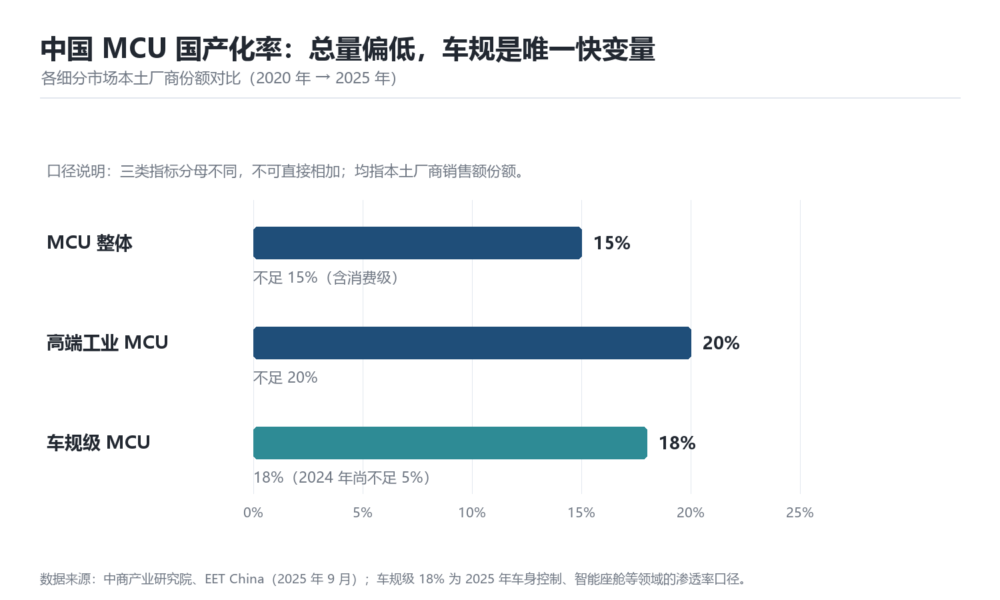 中国 MCU 国产化率：总量偏低，车规是唯一快变量
各细分市场本土厂商份额对比（2020 年 → 2025 年）
口径说明：三类指标分母不同，不可直接相加；均指本土厂商销售额份额。
MCU 整体
15%
不足 15%（含消费级）
高端工业 MCU
20%
不足 20%
车规级 MCU
18%
18%（2024 年尚不足 5%）
0% 5% 10% 15% 20% 25%
数据来源：中商产业研究院、EET China（2025 年 9 月）；车规级 18% 为 2025 年车身控制、智能座舱等领域的渗透率口径。